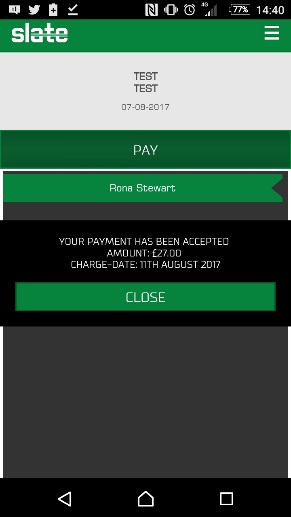 4G
77%
14:40
slate
TEST
TEST
07-08-2017
PAY
Rona Stewart
YOUR PAYMENT HAS BEEN ACCEPTED
AMOUNT: £27.00
CHARGE-DATE: 11TH AUGUST 2017
CLOSE